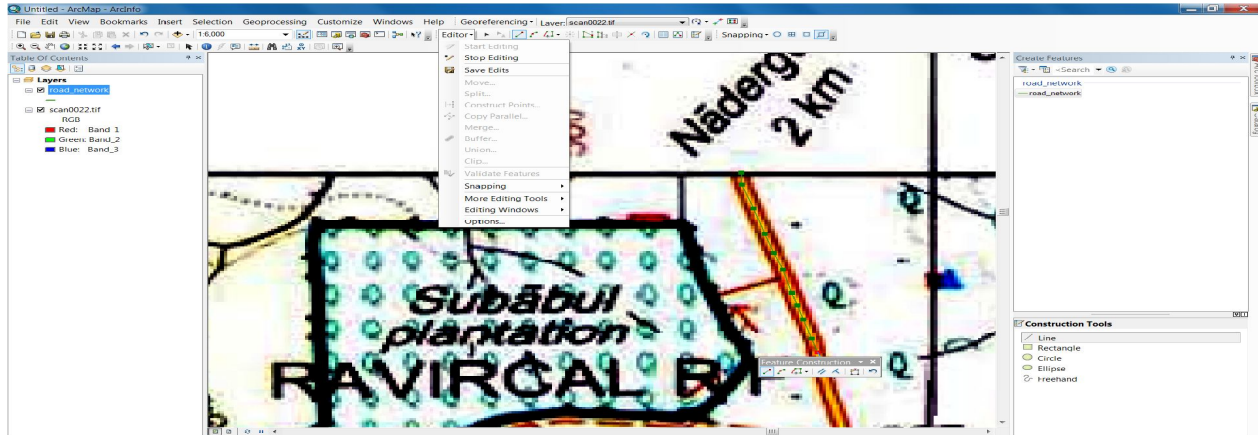 Untitled - ArcMap - ArcInfo
File Edit View Bookmarks Insert Selection Geoprocessing Customize Windows Help Georeferencing Layer: scan0022.tif
1:6,000 Editor Snapping
Table Of Contents
Layers
road_network
scan0022.tif
RGB
Red: Band_1
Green: Band_2
Blue: Band_3
Start Editing
Stop Editing
Save Edits
Move...
Split...
Construct Points...
Copy Parallel...
Merge...
Buffer...
Union...
Clip...
Validate Features
Snapping
More Editing Tools
Editing Windows
Options...
Näderg
2 km
Q
Subābul
plantation
Q
Q
RAVIRCAL R
Feature Construction
Create Features
<Search
road_network
road_network
Construction Tools
Line
Rectangle
Circle
Ellipse
Freehand